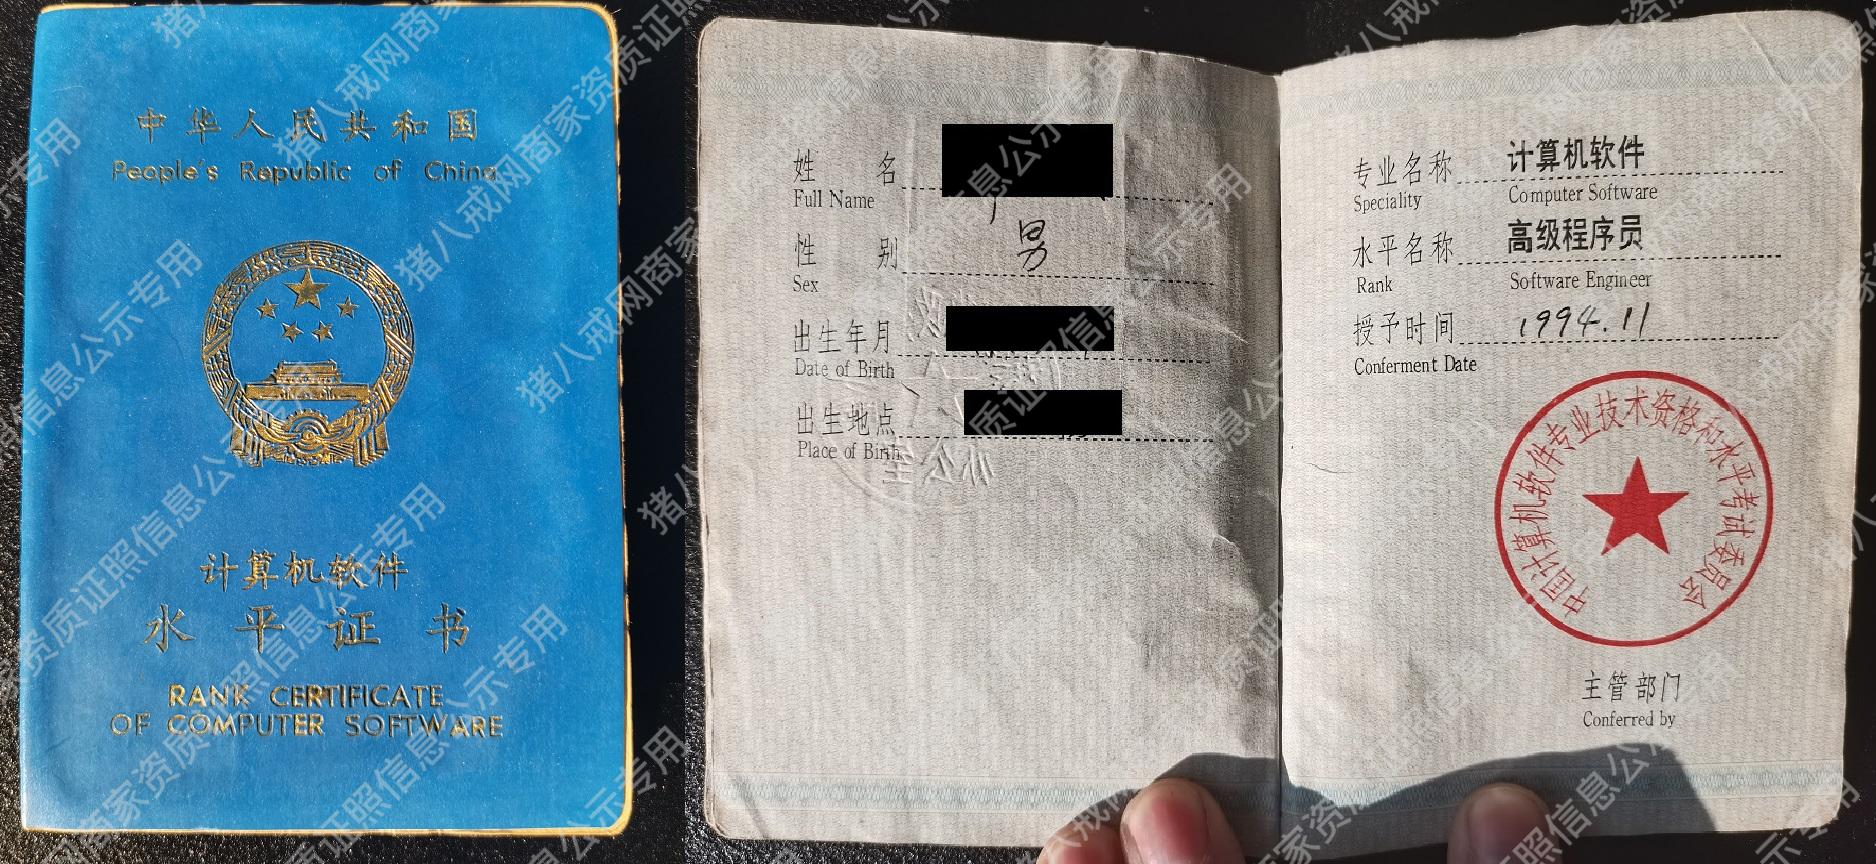 中华人民共和国
People's Republic of China
计算机软件
水平证书
RANK CERTIFICATE
OF COMPUTER SOFTWARE
姓名
Full Name
性别 男
Sex
出生年月
Date of Birth
出生地点
Place of Birth
办公室
专业名称 计算机软件
Speciality Computer Software
水平名称 高级程序员
Rank Software Engineer
授予时间 1994.11
Conferment Date
中国计算机软件专业技术资格和水平考试委员会
主管部门
Conferred by
猪八戒网商家资质证照信息公示专用